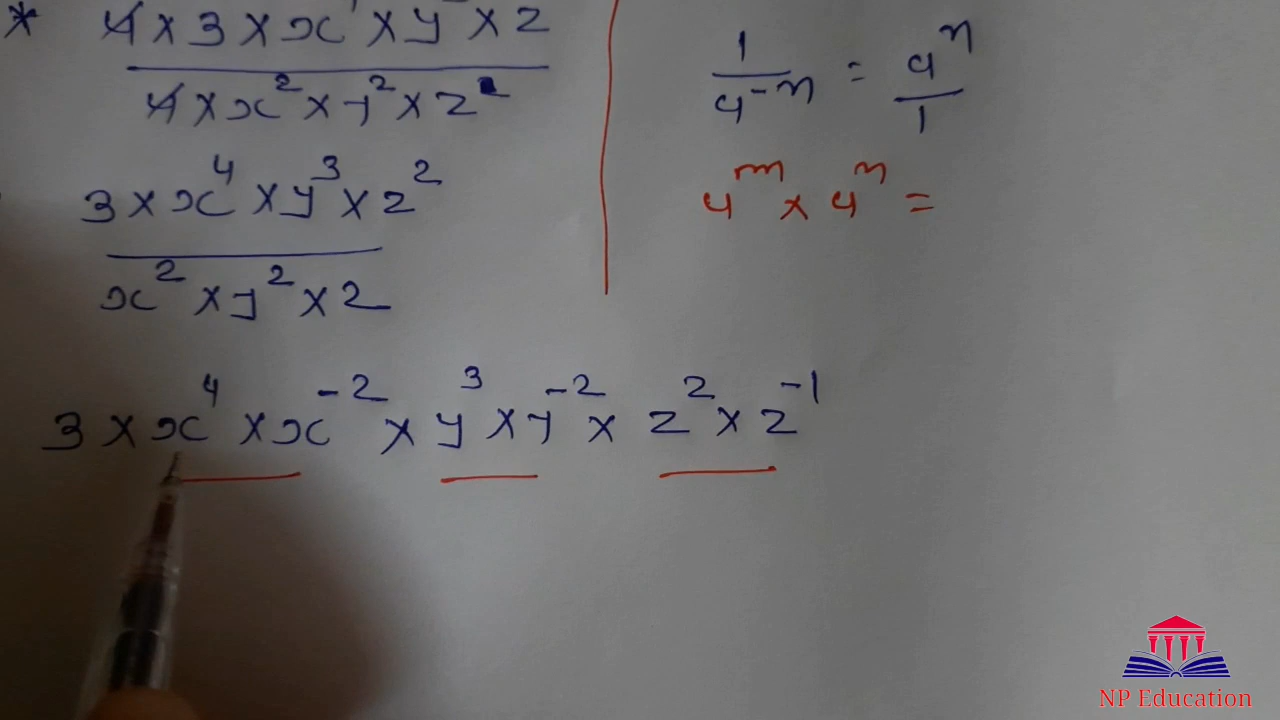 * 4 × 3 × x × y × z
4 × x² × y² × z
3 × x⁴ × y³ × z²
x² × y² × z
3 × x⁴ × x⁻² × y³ × y⁻² × z² × z⁻¹
1/4⁻ⁿ = 4ⁿ/1
4ᵐ × 4ⁿ =
NP Education